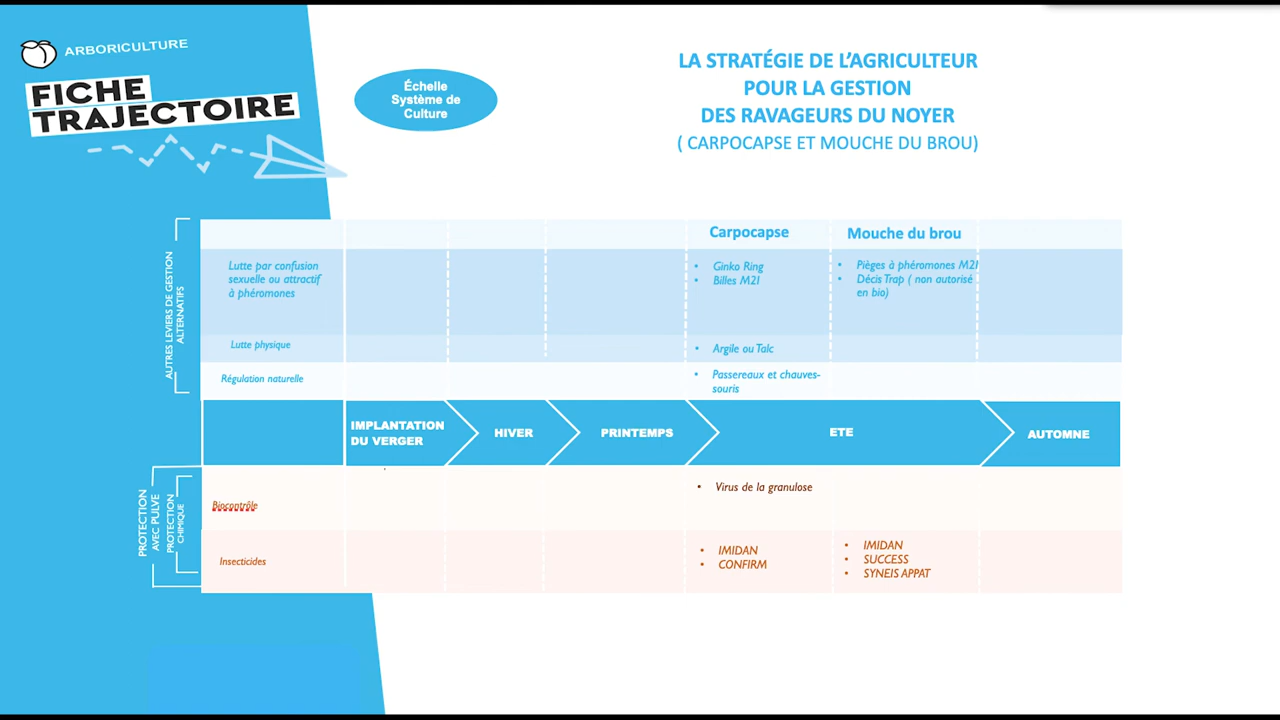 ARBORICULTURE
FICHE
TRAJECTOIRE
Échelle
Système de
Culture
LA STRATÉGIE DE L’AGRICULTEUR
POUR LA GESTION
DES RAVAGEURS DU NOYER
( CARPOCAPSE ET MOUCHE DU BROU)
AUTRES LEVIERS DE GESTION
ALTERNATIFS
Carpocapse
Mouche du brou
Lutte par confusion
sexuelle ou attractif
à phéromones
• Ginko Ring
• Billes M2I
• Pièges à phéromones M2I
• Décis Trap ( non autorisé
en bio)
Lutte physique
• Argile ou Talc
Régulation naturelle
• Passereaux et chauves-
souris
IMPLANTATION
DU VERGER
HIVER
PRINTEMPS
ETE
AUTOMNE
PROTECTION
AVEC PULVE
PROTECTION
CHIMIQUE
Biocontrôle
• Virus de la granulose
Insecticides
• IMIDAN
• CONFIRM
• IMIDAN
• SUCCESS
• SYNEIS APPAT